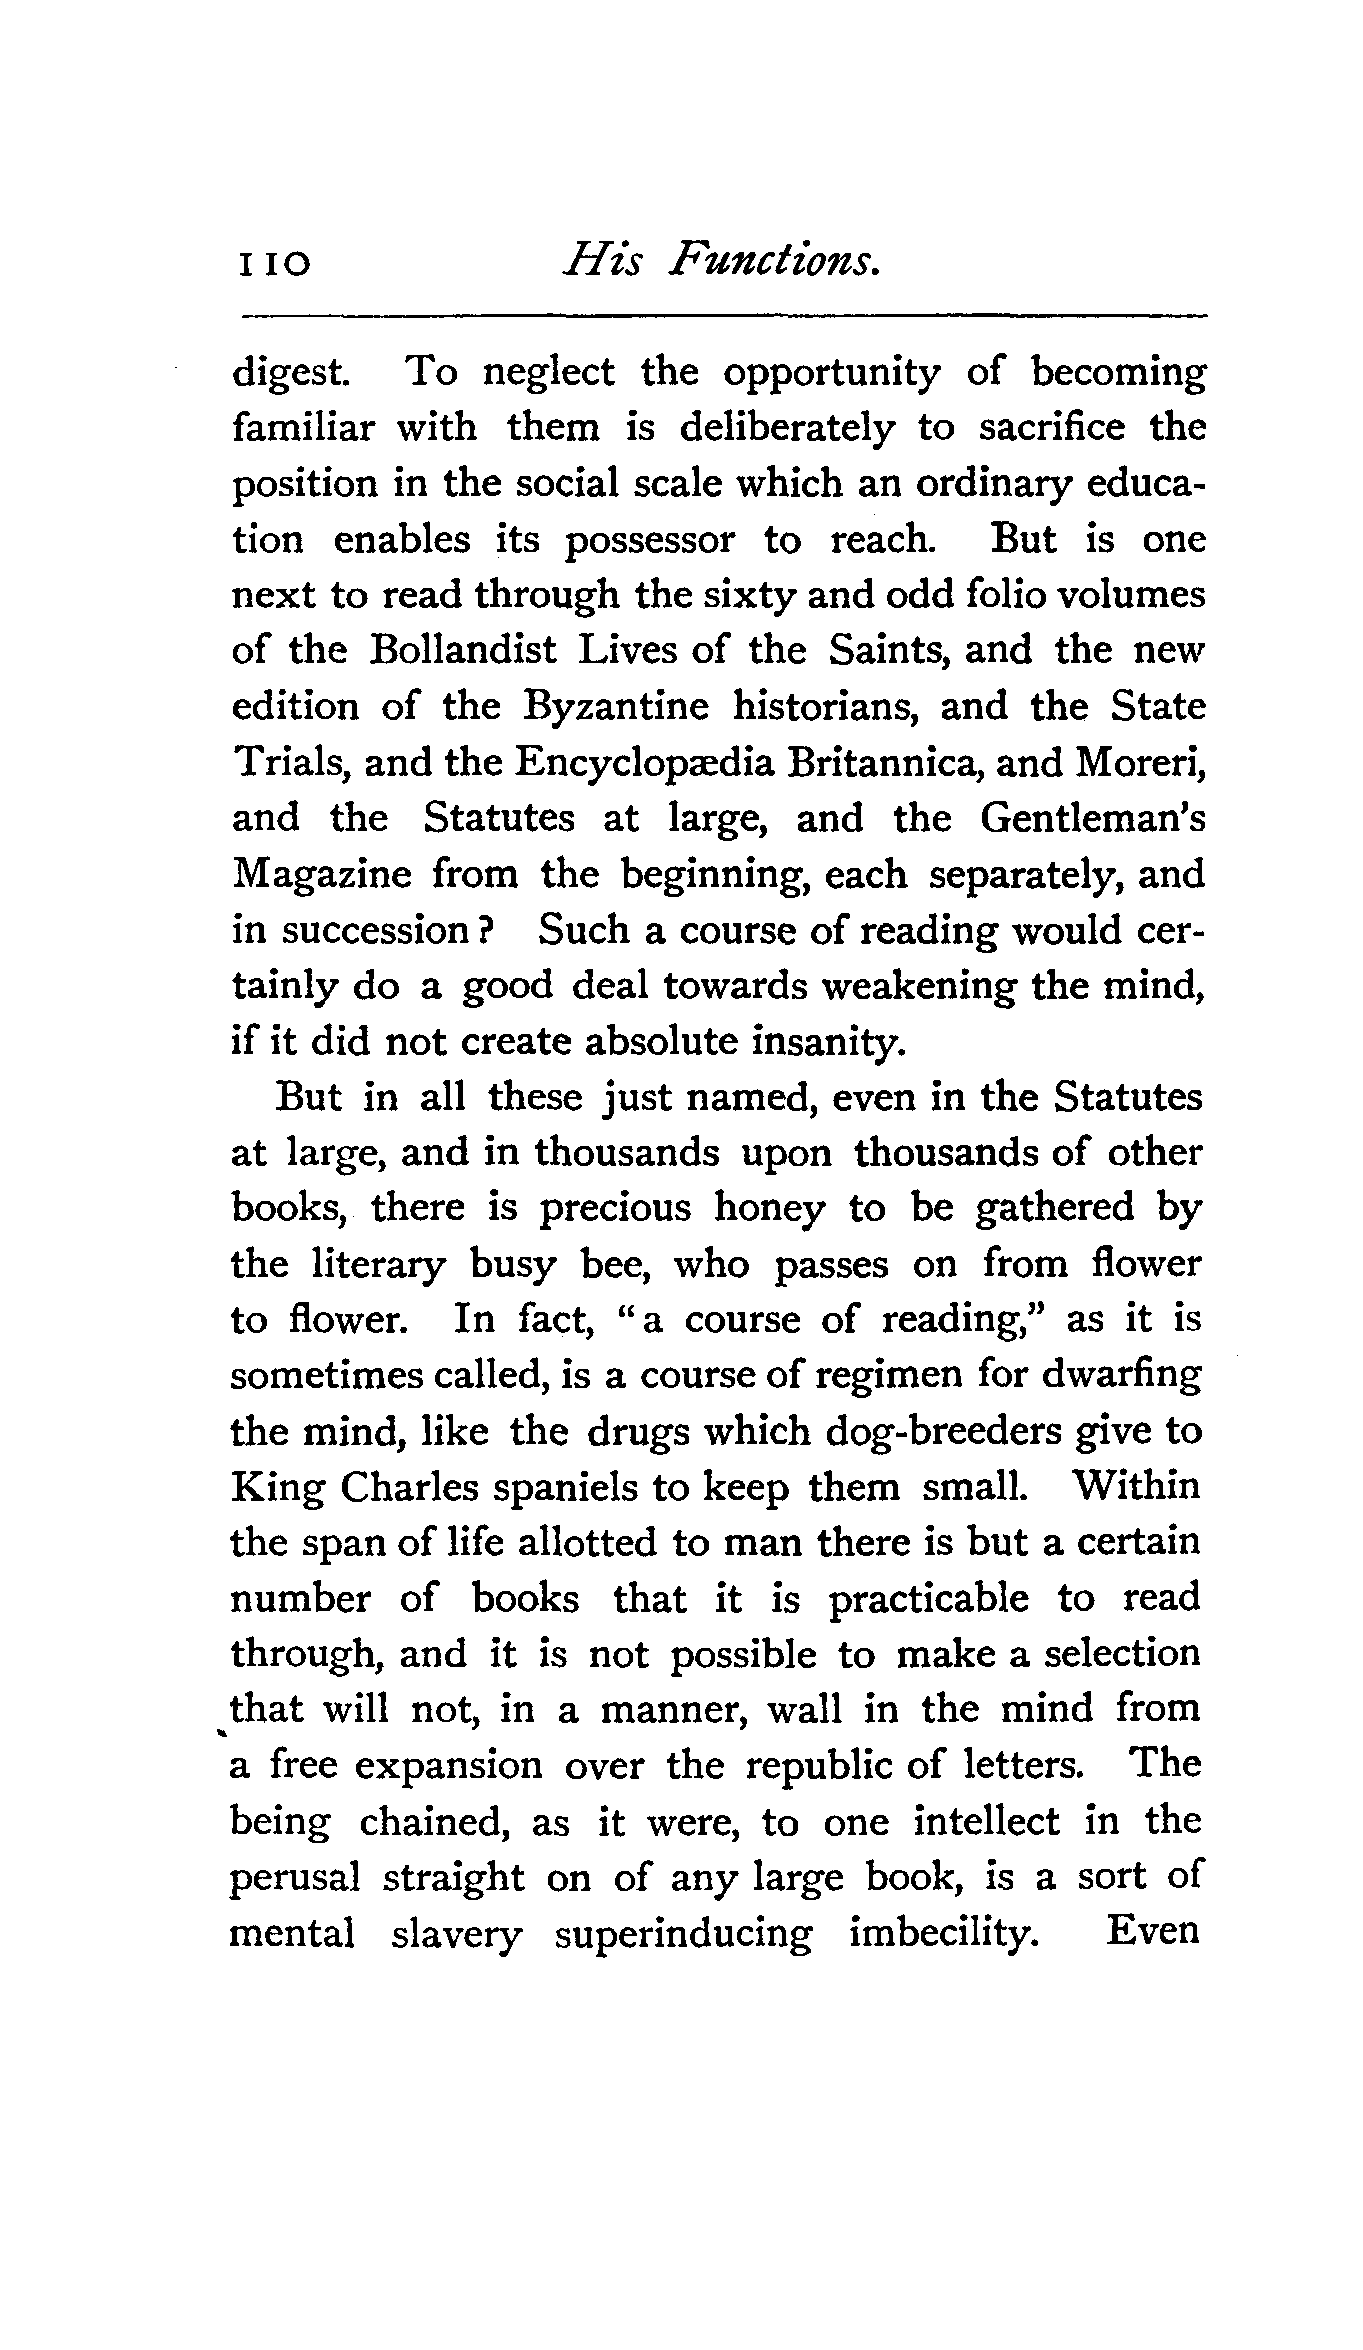 110 His Functions.
digest. To neglect the opportunity of becoming
familiar with them is deliberately to sacrifice the
position in the social scale which an ordinary educa-
tion enables its possessor to reach. But is one
next to read through the sixty and odd folio volumes
of the Bollandist Lives of the Saints, and the new
edition of the Byzantine historians, and the State
Trials, and the Encyclopædia Britannica, and Moreri,
and the Statutes at large, and the Gentleman's
Magazine from the beginning, each separately, and
in succession? Such a course of reading would cer-
tainly do a good deal towards weakening the mind,
if it did not create absolute insanity.
But in all these just named, even in the Statutes
at large, and in thousands upon thousands of other
books, there is precious honey to be gathered by
the literary busy bee, who passes on from flower
to flower. In fact, “a course of reading,” as it is
sometimes called, is a course of regimen for dwarfing
the mind, like the drugs which dog-breeders give to
King Charles spaniels to keep them small. Within
the span of life allotted to man there is but a certain
number of books that it is practicable to read
through, and it is not possible to make a selection
that will not, in a manner, wall in the mind from
a free expansion over the republic of letters. The
being chained, as it were, to one intellect in the
perusal straight on of any large book, is a sort of
mental slavery superinducing imbecility. Even